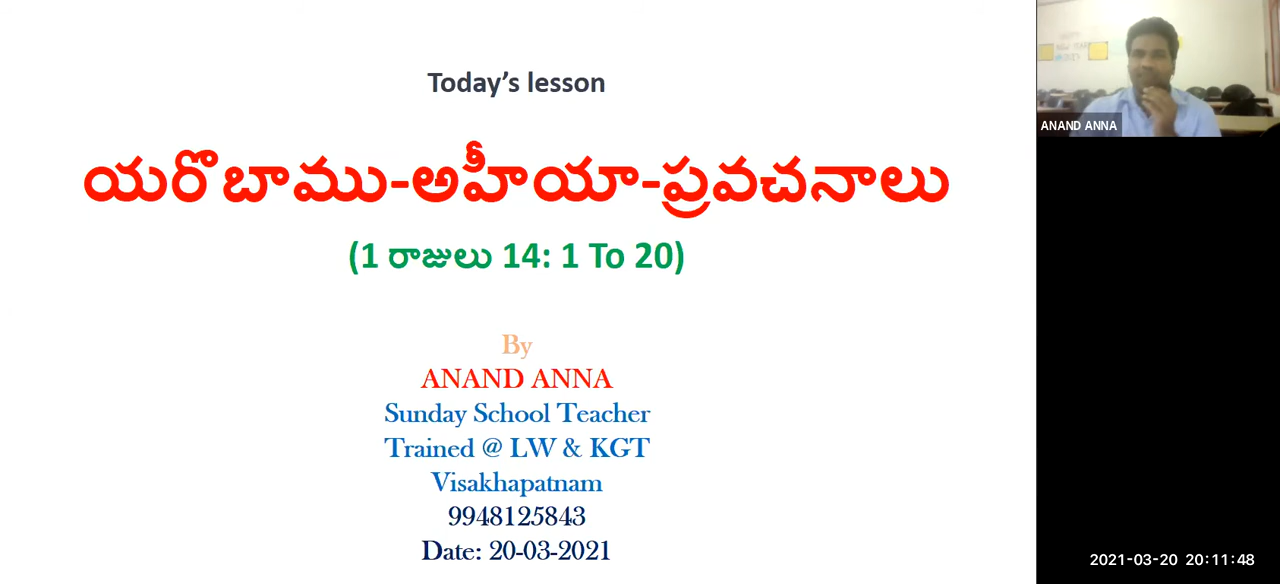 Today's lesson
యరొబాము-అహీయా-ప్రవచనాలు
(1 రాజులు 14: 1 To 20)
By
ANAND ANNA
Sunday School Teacher
Trained @ LW & KGT
Visakhapatnam
9948125843
Date: 20-03-2021
ANAND ANNA
2021-03-20 20:11:48